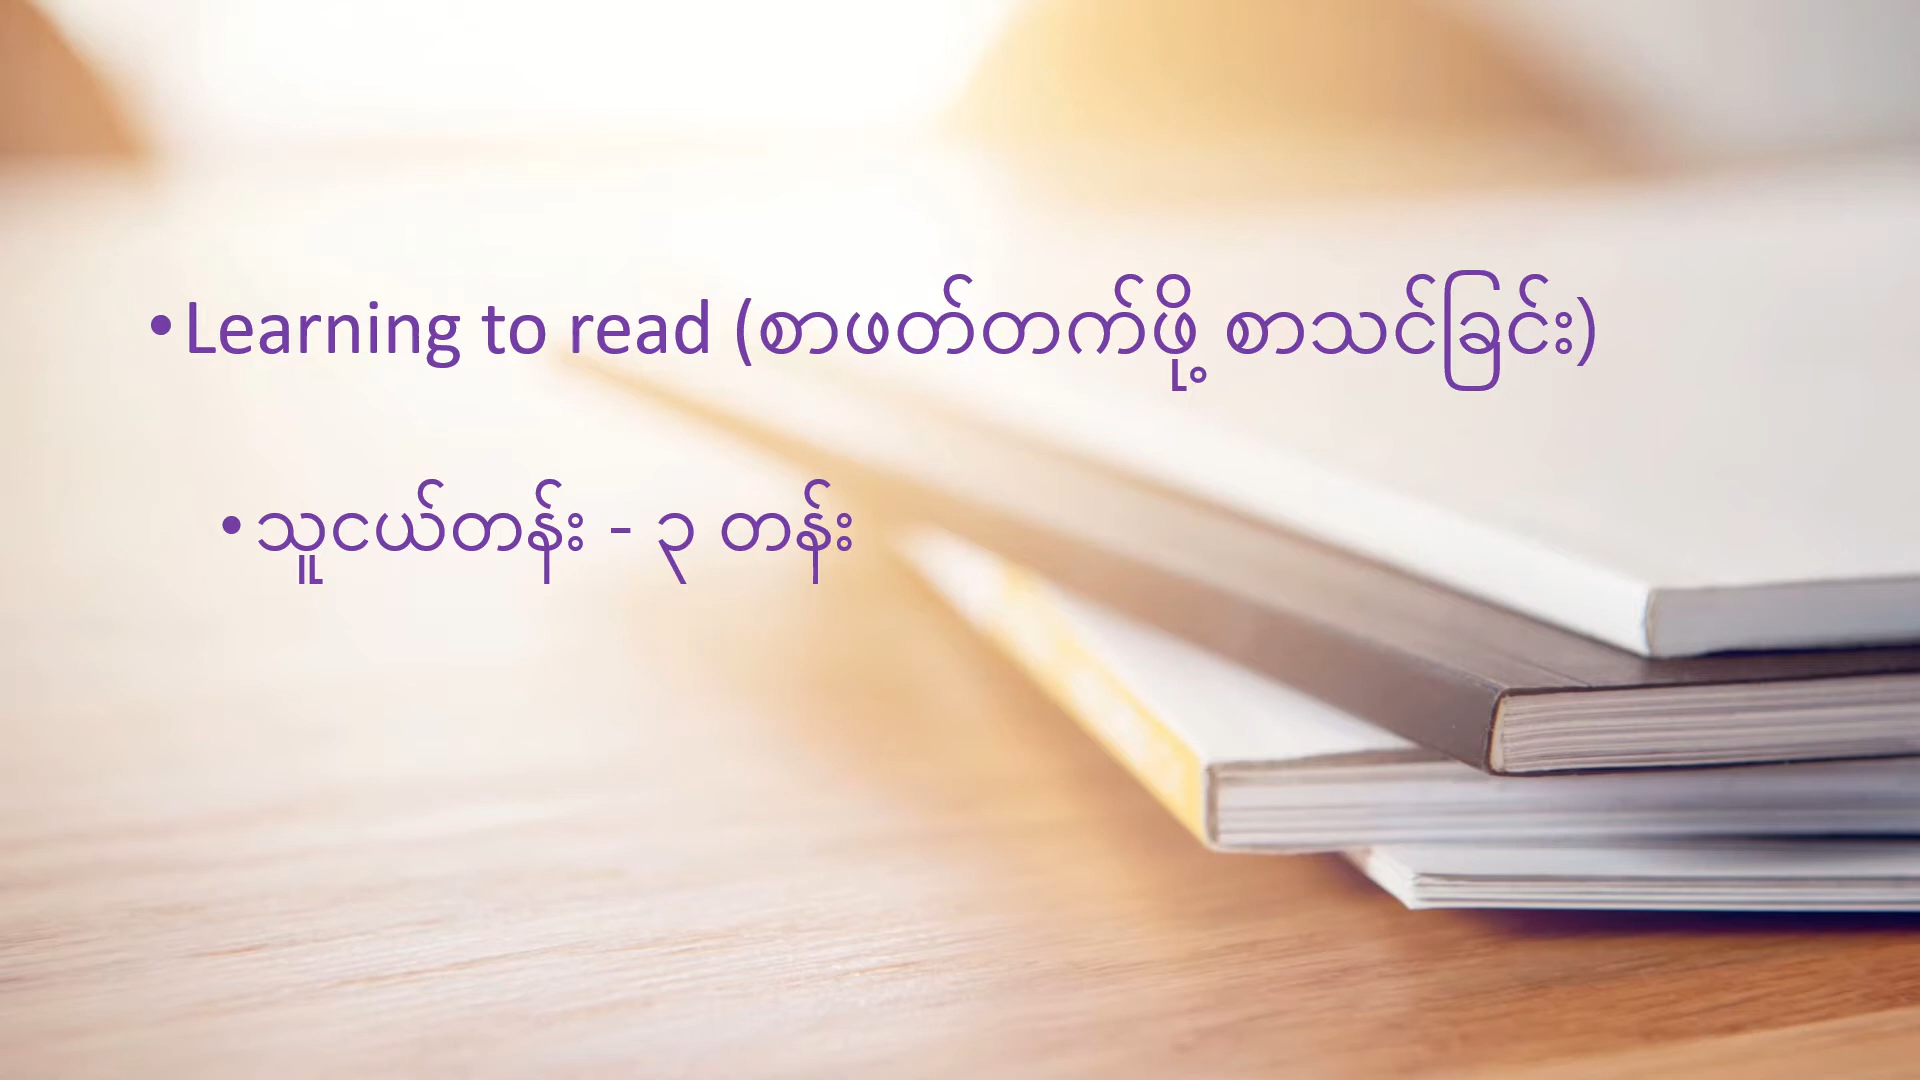 •Learning to read (စာဖတ်တက်ဖို့ စာသင်ခြင်း)
•သူငယ်တန်း - ၃ တန်း